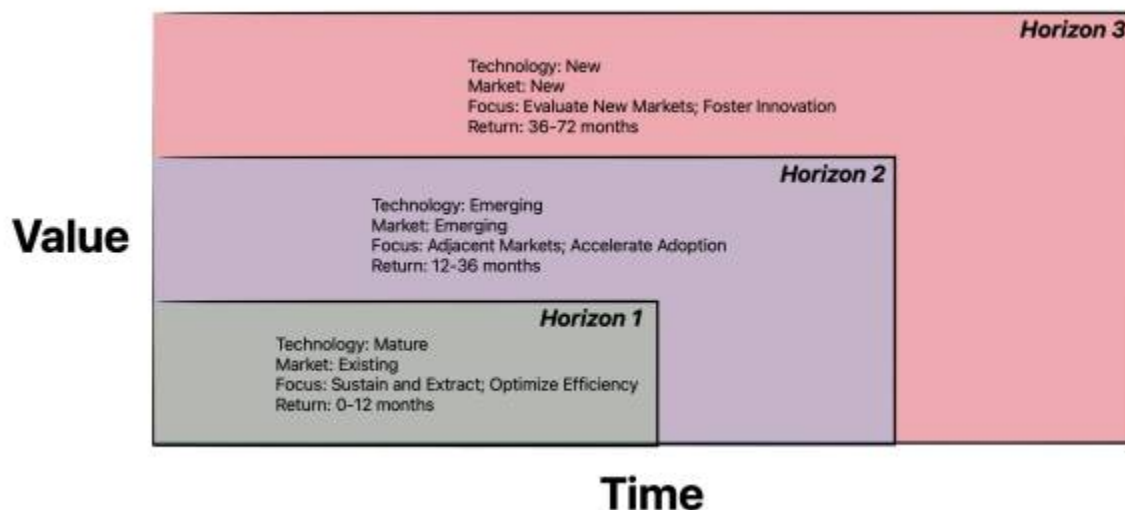 Horizon 3
Technology: New
Market: New
Focus: Evaluate New Markets; Foster Innovation
Return: 36-72 months
Horizon 2
Technology: Emerging
Market: Emerging
Focus: Adjacent Markets; Accelerate Adoption
Return: 12-36 months
Value
Horizon 1
Technology: Mature
Market: Existing
Focus: Sustain and Extract; Optimize Efficiency
Return: 0-12 months
Time